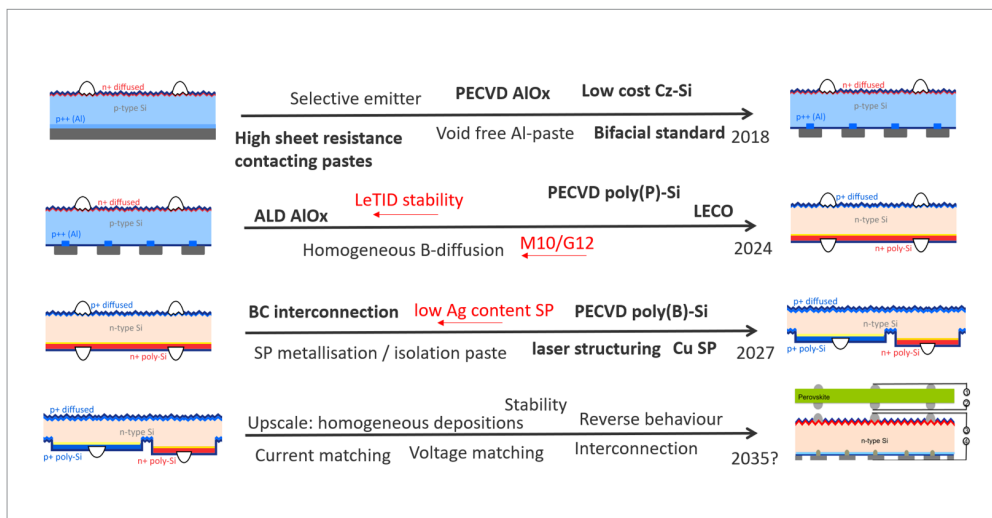 n+ diffused
p-type Si
p++ (Al)
Selective emitter
PECVD AlOx
Low cost Cz-Si
High sheet resistance
contacting pastes
Void free Al-paste
Bifacial standard
2018
n+ diffused
p-type Si
p++ (Al)
n+ diffused
p-type Si
p++ (Al)
LeTID stability
PECVD poly(P)-Si
ALD AlOx
LECO
Homogeneous B-diffusion
M10/G12
2024
p+ diffused
n-type Si
n+ poly-Si
p+ diffused
n-type Si
n+ poly-Si
BC interconnection
low Ag content SP
PECVD poly(B)-Si
SP metallisation / isolation paste
laser structuring
Cu SP
2027
p+ diffused
n-type Si
p+ poly-Si
n+ poly-Si
p+ diffused
n-type Si
p+ poly-Si
n+ poly-Si
Stability
Upscale: homogeneous depositions
Reverse behaviour
Current matching
Voltage matching
Interconnection
2035?
Perovskite
n-type Si